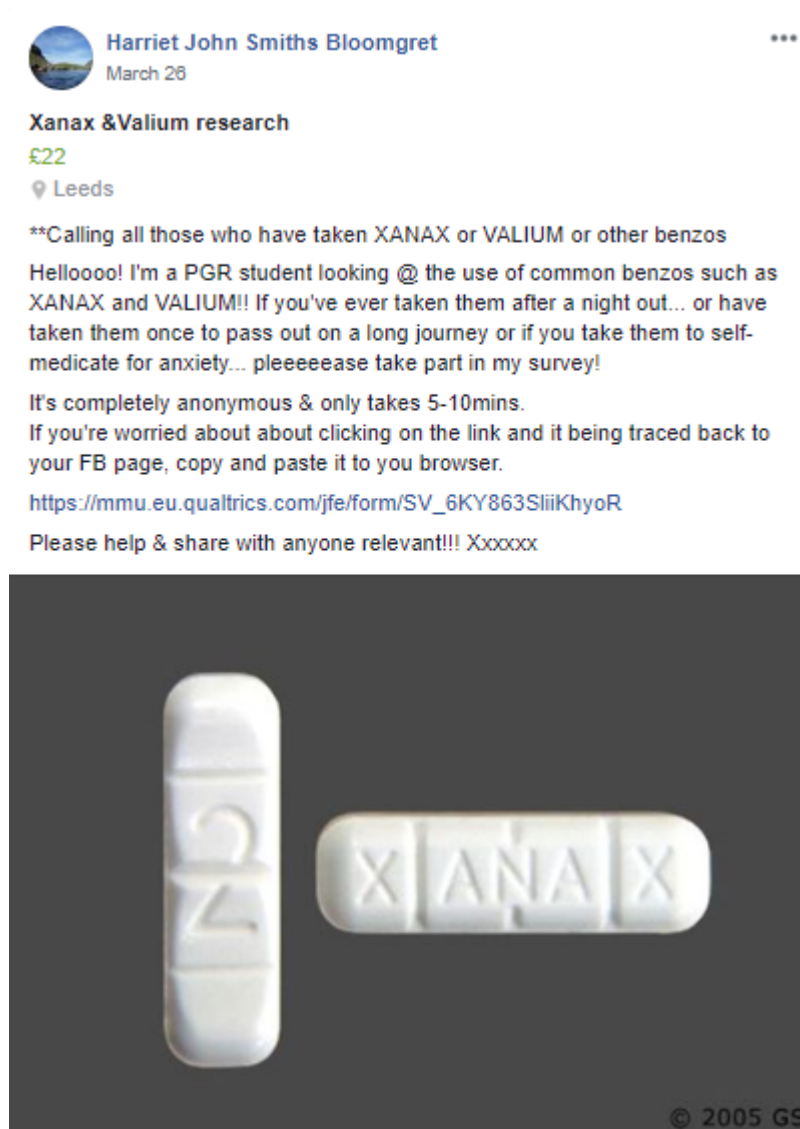 Harriet John Smiths Bloomgret
March 26
Xanax &Valium research
£22
Leeds
**Calling all those who have taken XANAX or VALIUM or other benzos
Helloooo! I'm a PGR student looking @ the use of common benzos such as
XANAX and VALIUM!! If you've ever taken them after a night out... or have
taken them once to pass out on a long journey or if you take them to self-
medicate for anxiety... pleeeeease take part in my survey!
It's completely anonymous & only takes 5-10mins.
If you're worried about about clicking on the link and it being traced back to
your FB page, copy and paste it to you browser.
https://mmu.eu.qualtrics.com/jfe/form/SV_6KY863SliiKhyoR
Please help & share with anyone relevant!!! Xxxxxx
2
XANAX
© 2005 GS